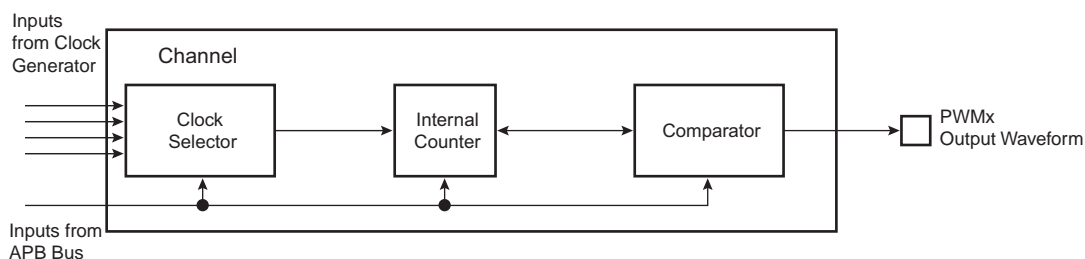 Inputs
from Clock
Generator
Channel
Clock
Selector
Internal
Counter
Comparator
PWMx
Output Waveform
Inputs from
APB Bus